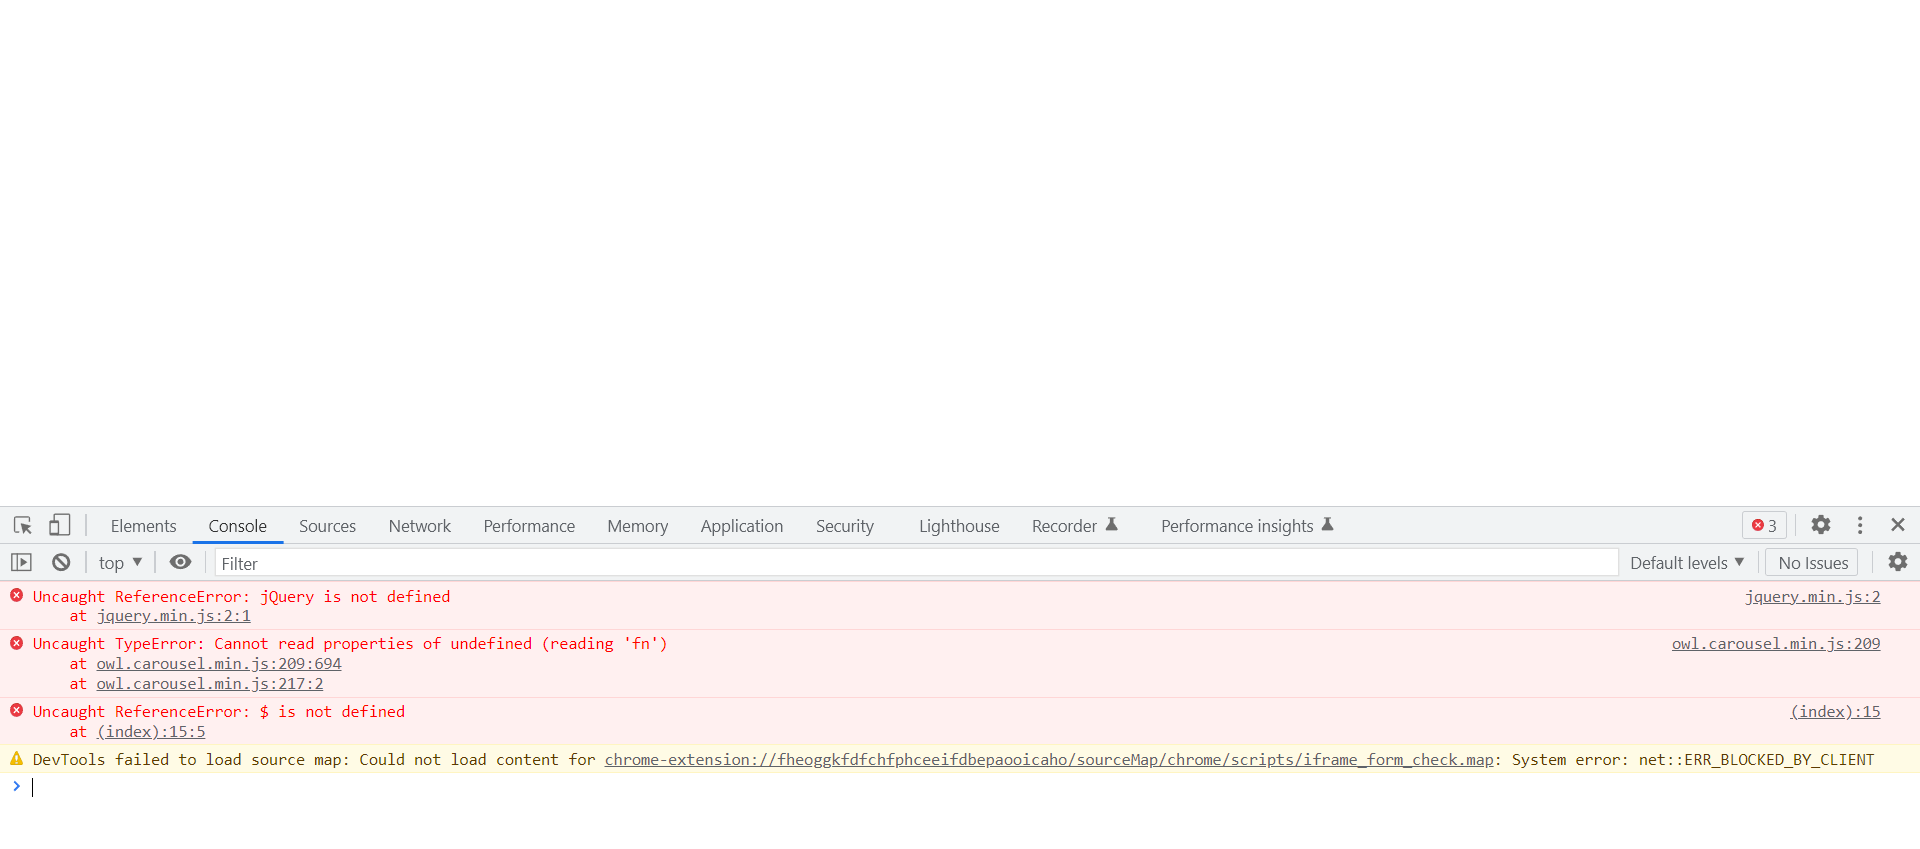 Elements Console Sources Network Performance Memory Application Security Lighthouse Recorder Performance insights 3
top Filter Default levels No Issues
Uncaught ReferenceError: jQuery is not defined jquery.min.js:2
at jquery.min.js:2:1
Uncaught TypeError: Cannot read properties of undefined (reading 'fn') owl.carousel.min.js:209
at owl.carousel.min.js:209:694
at owl.carousel.min.js:217:2
Uncaught ReferenceError: $ is not defined (index):15
at (index):15:5
DevTools failed to load source map: Could not load content for chrome-extension://fheoggkfdfchfphceeifdbepaooicaho/sourceMap/chrome/scripts/iframe_form_check.map: System error: net::ERR_BLOCKED_BY_CLIENT